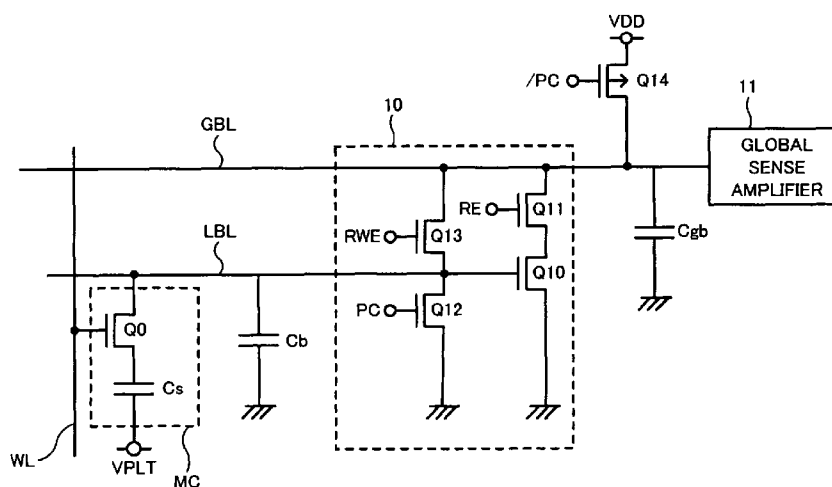 VDD
/PC
Q14
11
GLOBAL
SENSE
AMPLIFIER
GBL
10
RE
Q11
RWE
Q13
Cgb
LBL
Q10
PC
Q12
Q0
Cb
Cs
WL
VPLT
MC